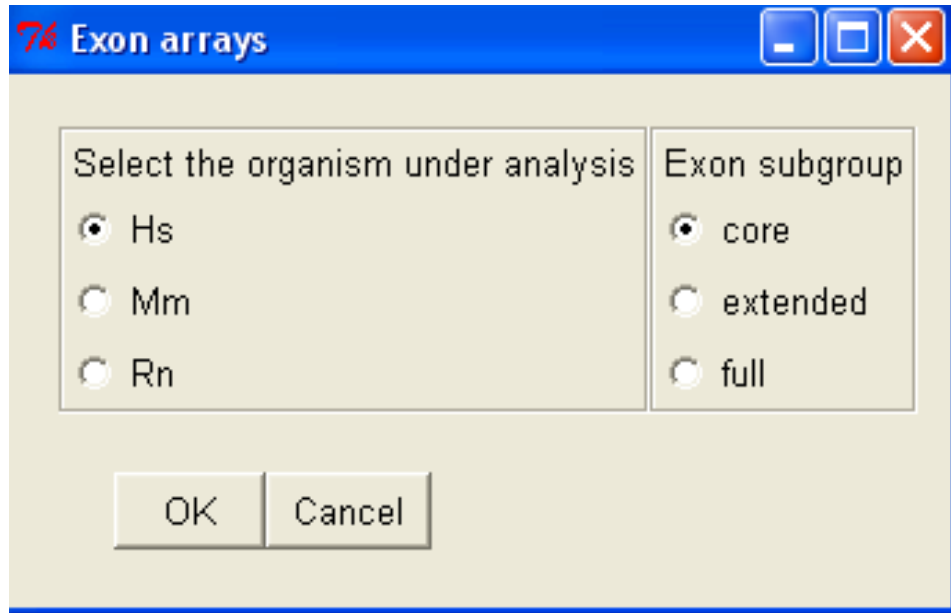 Exon arrays
Select the organism under analysis
Hs
Mm
Rn
Exon subgroup
core
extended
full
OK
Cancel